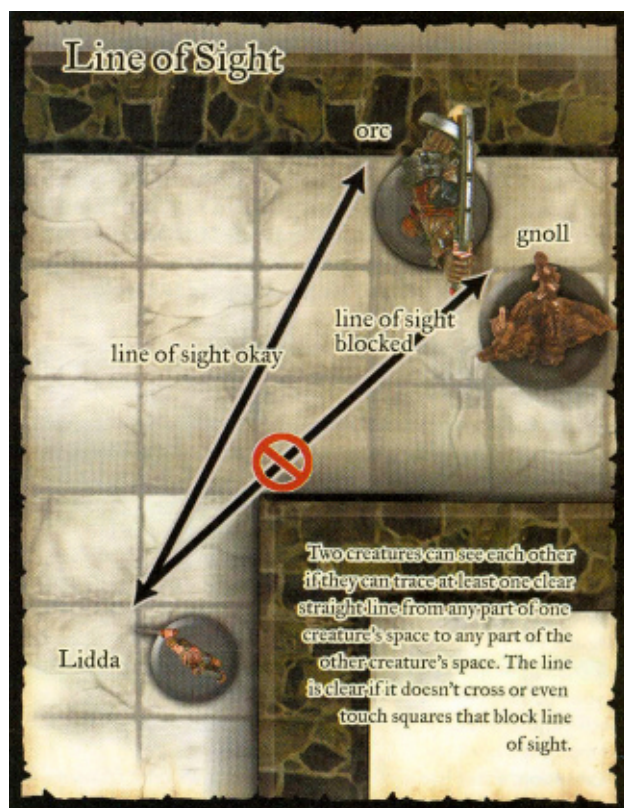 Line of Sight
orc
gnoll
line of sight
blocked
line of sight okay
Two creatures can see each other
if they can trace at least one clear
straight line from any part of one
creature's space to any part of the
other creature's space. The line
is clear if it doesn't cross or even
touch squares that block line
of sight.
Lidda